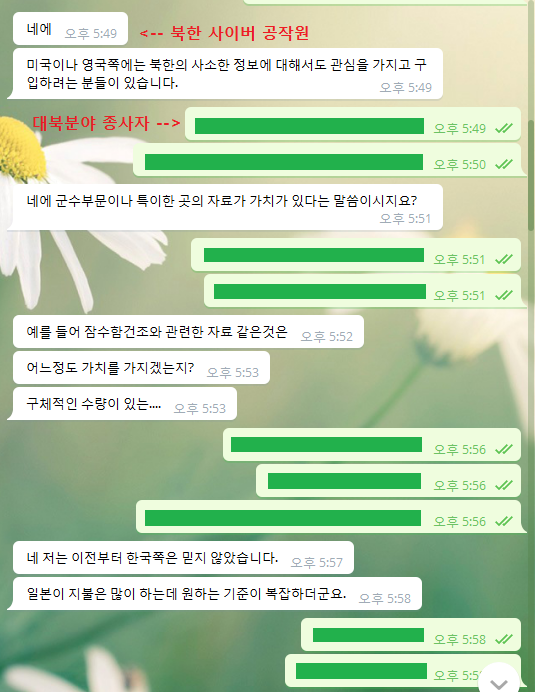 네에 오후 5:49 <-- 북한 사이버 공작원
미국이나 영국쪽에는 북한의 사소한 정보에 대해서도 관심을 가지고 구
입하려는 분들이 있습니다. 오후 5:49
대북분야 종사자 --> 오후 5:49
오후 5:50
네에 군수부문이나 특이한 곳의 자료가 가치가 있다는 말씀이시지요?
오후 5:51
오후 5:51
오후 5:51
예를 들어 잠수함건조와 관련한 자료 같은것은 오후 5:52
어느정도 가치를 가지겠는지? 오후 5:53
구체적인 수량이 있는.... 오후 5:53
오후 5:56
오후 5:56
오후 5:56
네 저는 이전부터 한국쪽은 믿지 않았습니다. 오후 5:57
일본이 지불은 많이 하는데 원하는 기준이 복잡하더군요. 오후 5:58
오후 5:58
오후